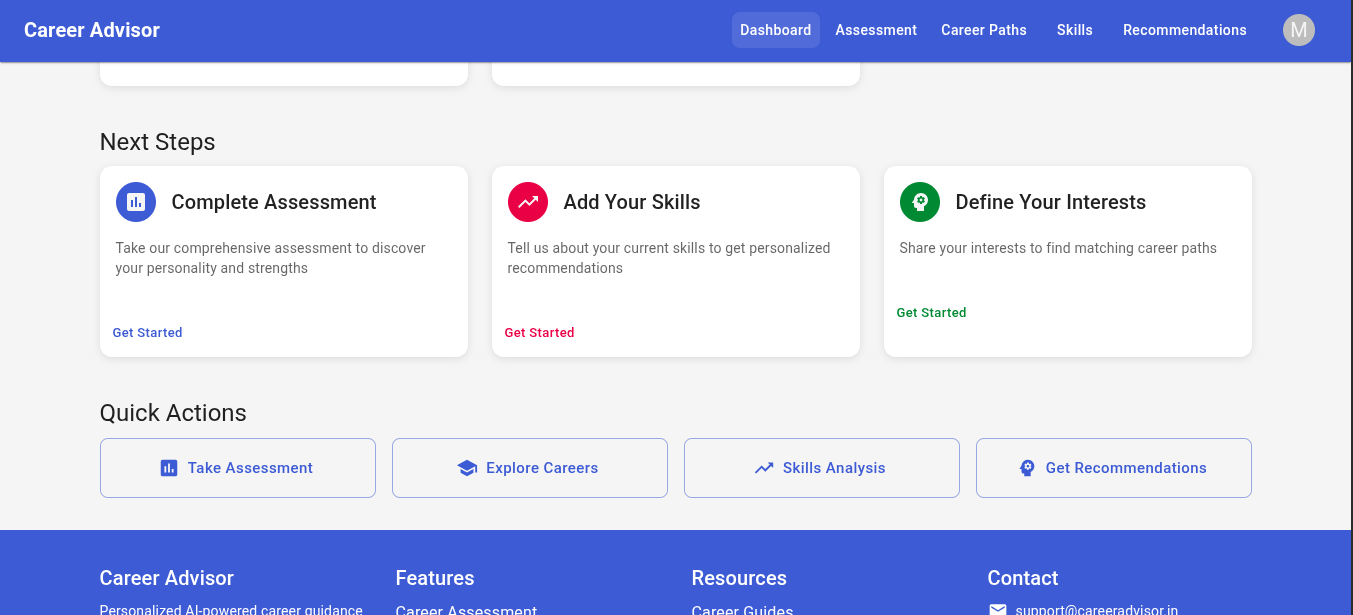 Career Advisor
Dashboard
Assessment
Career Paths
Skills
Recommendations
M
Next Steps
Complete Assessment
Take our comprehensive assessment to discover
your personality and strengths
Get Started
Add Your Skills
Tell us about your current skills to get personalized
recommendations
Get Started
Define Your Interests
Share your interests to find matching career paths
Get Started
Quick Actions
Take Assessment
Explore Careers
Skills Analysis
Get Recommendations
Career Advisor
Personalized AI-powered career guidance
Features
Career Assessment
Resources
Career Guides
Contact
support@careeradvisor.in